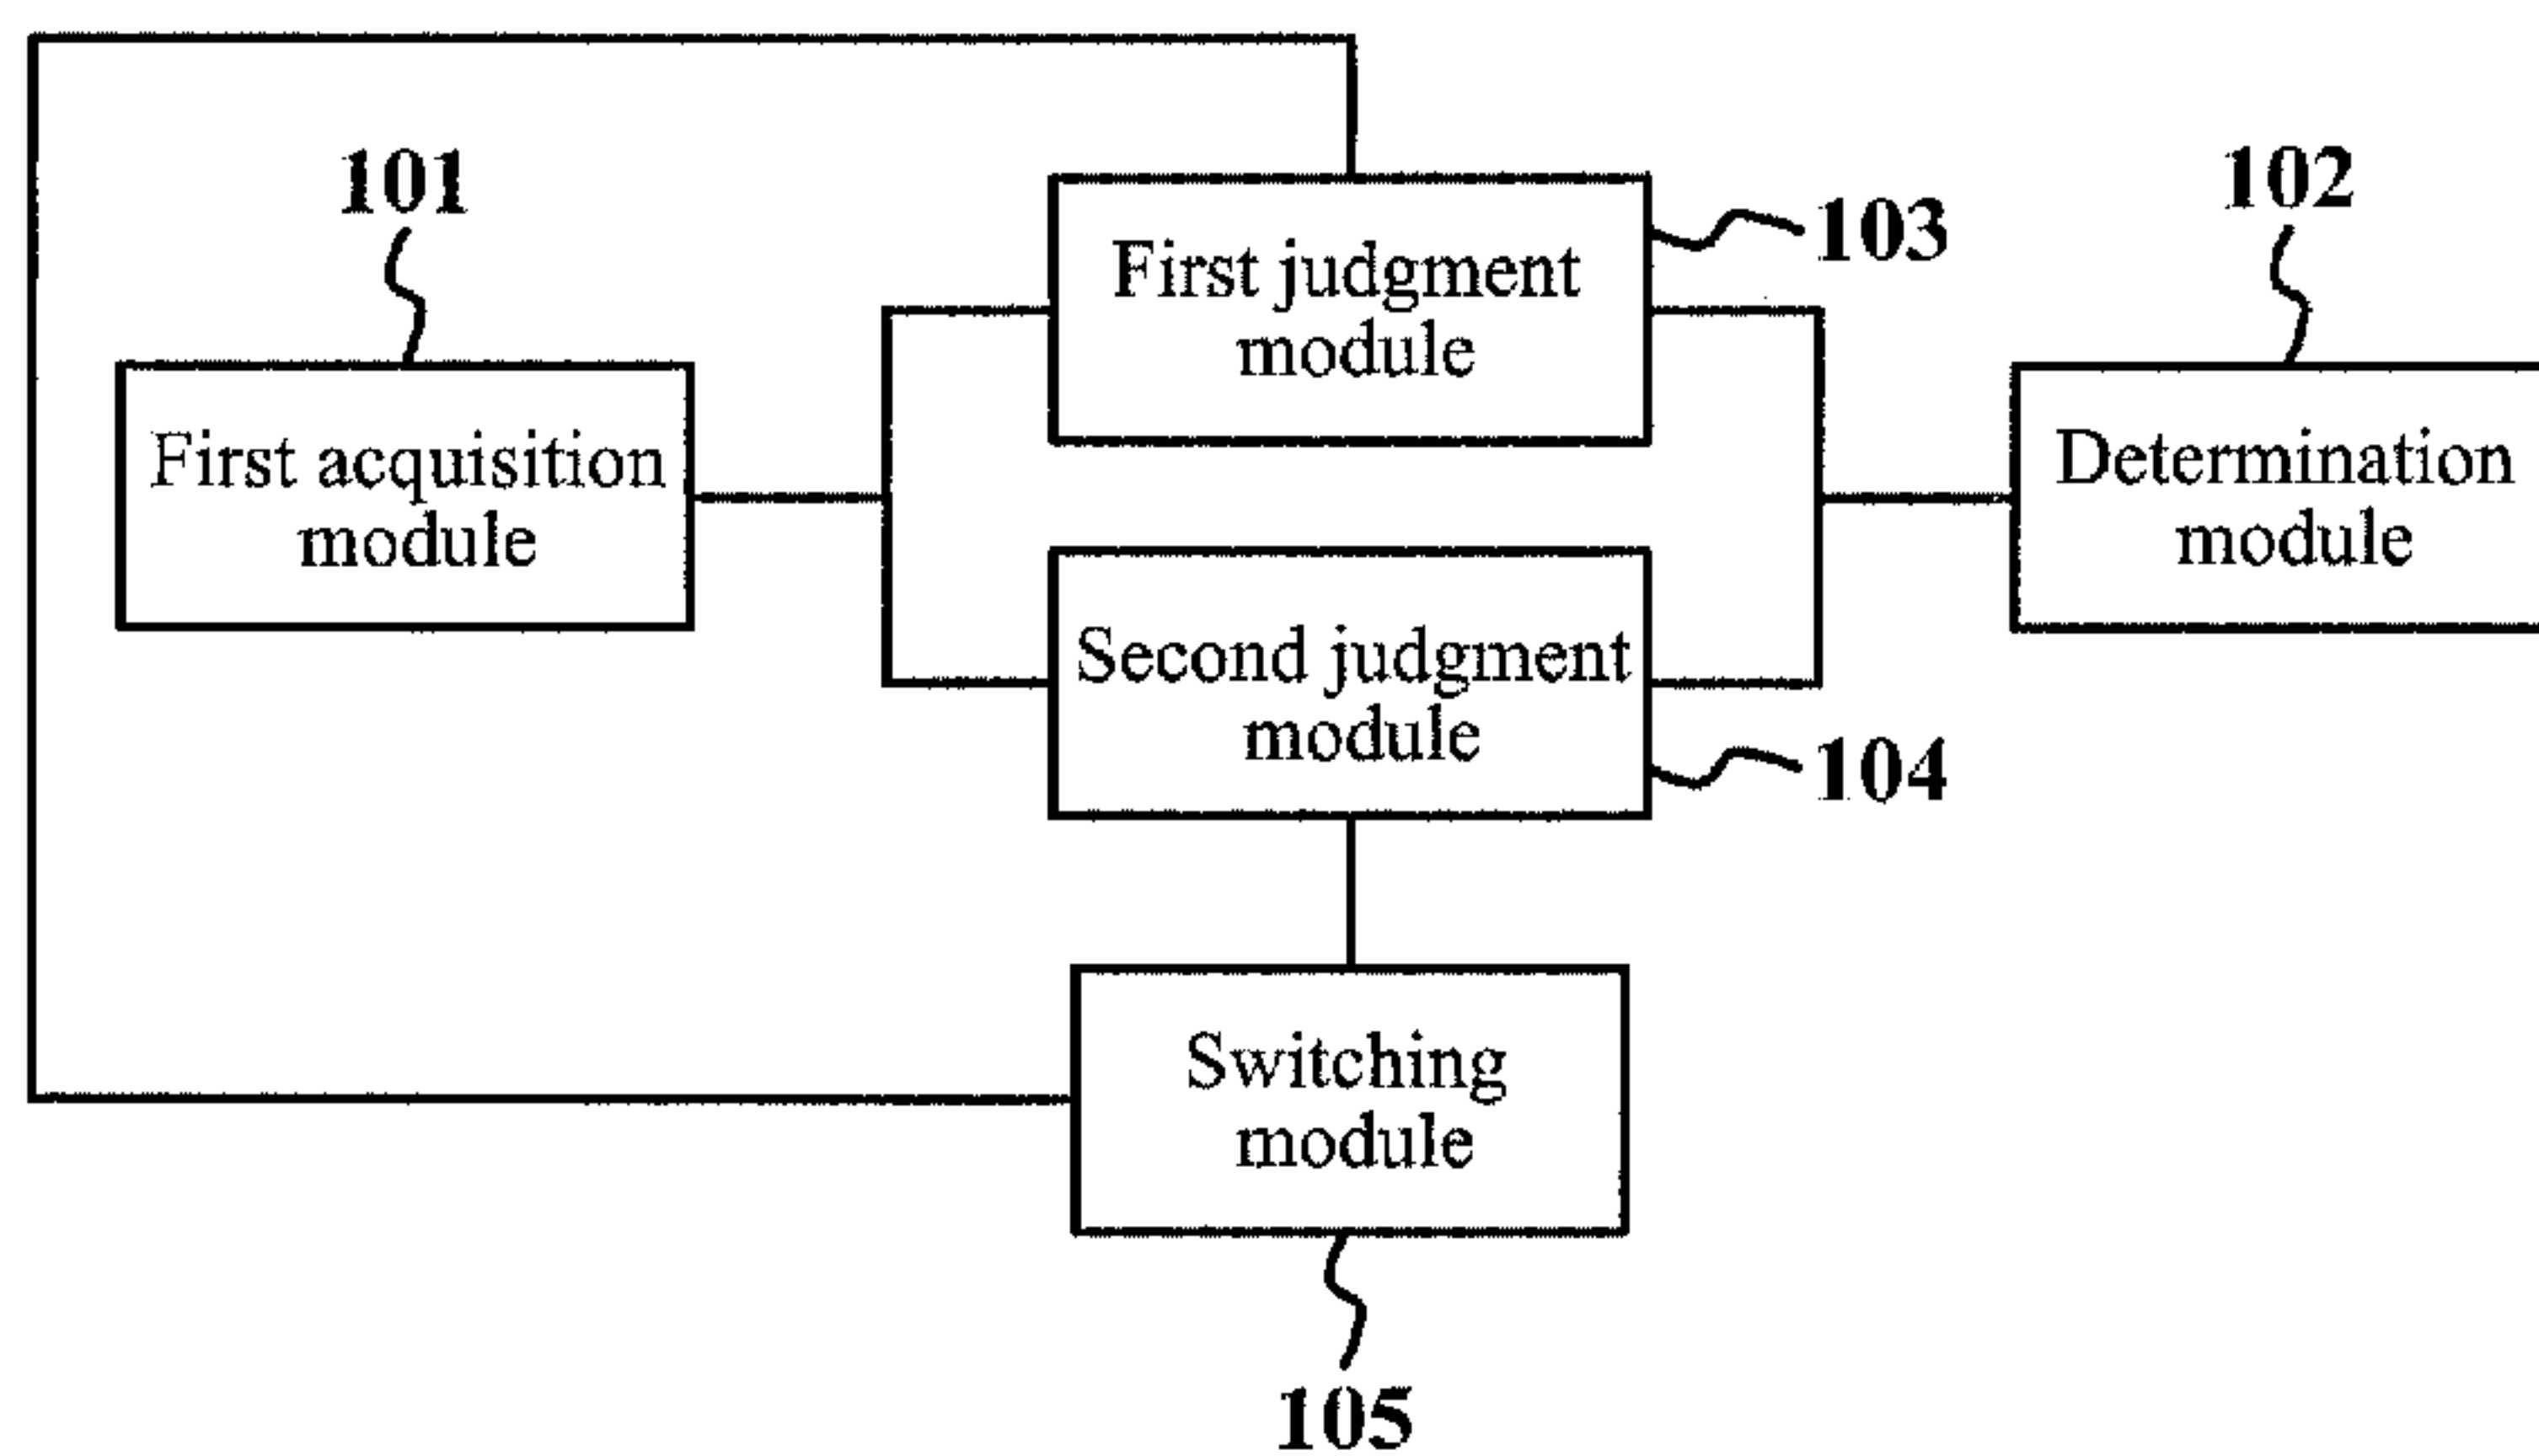 101
102
103
First judgment
module
First acquisition
module
Determination
module
Second judgment
module
104
Switching
module
105